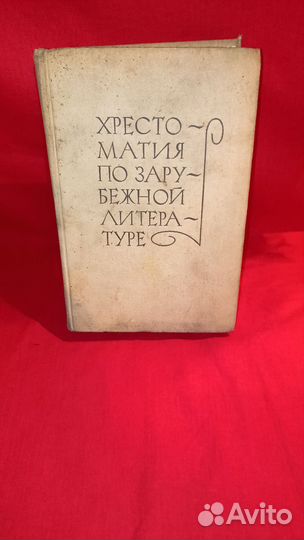 ХРЕСТО~
МАТИЯ
ПО ЗАРУ~
БЕЖНОЙ
ЛИТЕРА~
ТУРЕ
Avito